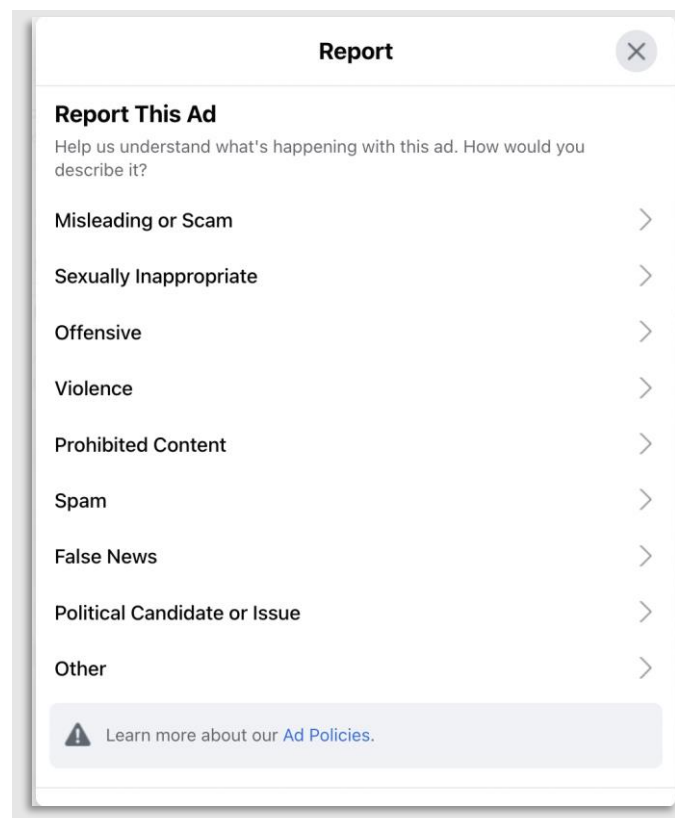 Report
Report This Ad
Help us understand what's happening with this ad. How would you
describe it?
Misleading or Scam
Sexually Inappropriate
Offensive
Violence
Prohibited Content
Spam
False News
Political Candidate or Issue
Other
Learn more about our Ad Policies.